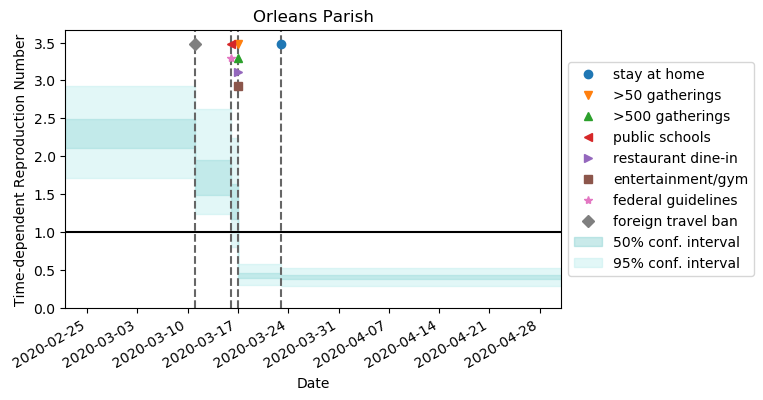 Orleans Parish
Time-dependent Reproduction Number
3.5
3.0
2.5
2.0
1.5
1.0
0.5
0.0
2020-02-25
2020-03-03
2020-03-10
2020-03-17
2020-03-24
2020-03-31
2020-04-07
2020-04-14
2020-04-21
2020-04-28
Date
stay at home
>50 gatherings
>500 gatherings
public schools
restaurant dine-in
entertainment/gym
federal guidelines
foreign travel ban
50% conf. interval
95% conf. interval